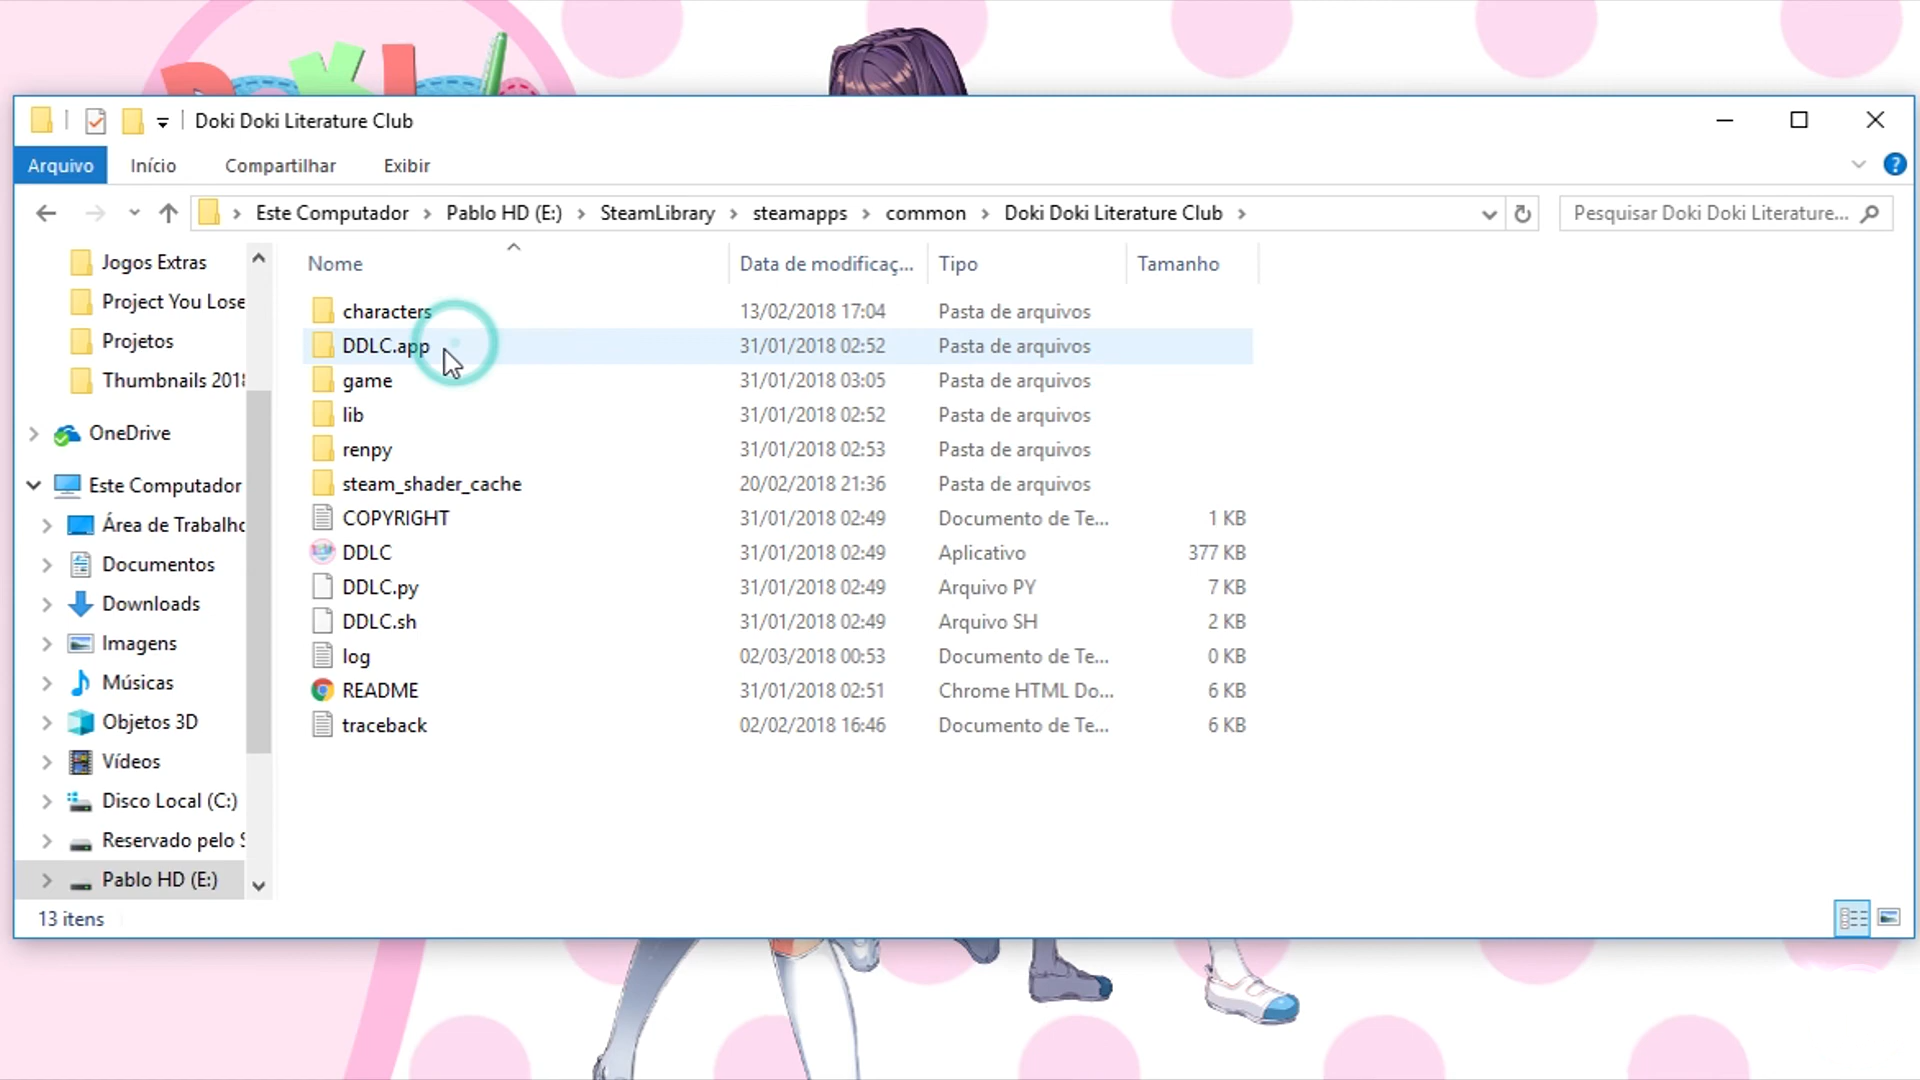 Doki Doki Literature Club
Arquivo Início Compartilhar Exibir
Este Computador Pablo HD (E:) SteamLibrary steamapps common Doki Doki Literature Club
Pesquisar Doki Doki Literature...
Jogos Extras
Project You Lose
Projetos
Thumbnails 2018
OneDrive
Este Computador
Área de Trabalho
Documentos
Downloads
Imagens
Músicas
Objetos 3D
Vídeos
Disco Local (C:)
Reservado pelo S
Pablo HD (E:)
Nome Data de modificaç... Tipo Tamanho
characters 13/02/2018 17:04 Pasta de arquivos
DDLC.app 31/01/2018 02:52 Pasta de arquivos
game 31/01/2018 03:05 Pasta de arquivos
lib 31/01/2018 02:52 Pasta de arquivos
renpy 31/01/2018 02:53 Pasta de arquivos
steam_shader_cache 20/02/2018 21:36 Pasta de arquivos
COPYRIGHT 31/01/2018 02:49 Documento de Te... 1 KB
DDLC 31/01/2018 02:49 Aplicativo 377 KB
DDLC.py 31/01/2018 02:49 Arquivo PY 7 KB
DDLC.sh 31/01/2018 02:49 Arquivo SH 2 KB
log 02/03/2018 00:53 Documento de Te... 0 KB
README 31/01/2018 02:51 Chrome HTML Do... 6 KB
traceback 02/02/2018 16:46 Documento de Te... 6 KB
13 itens